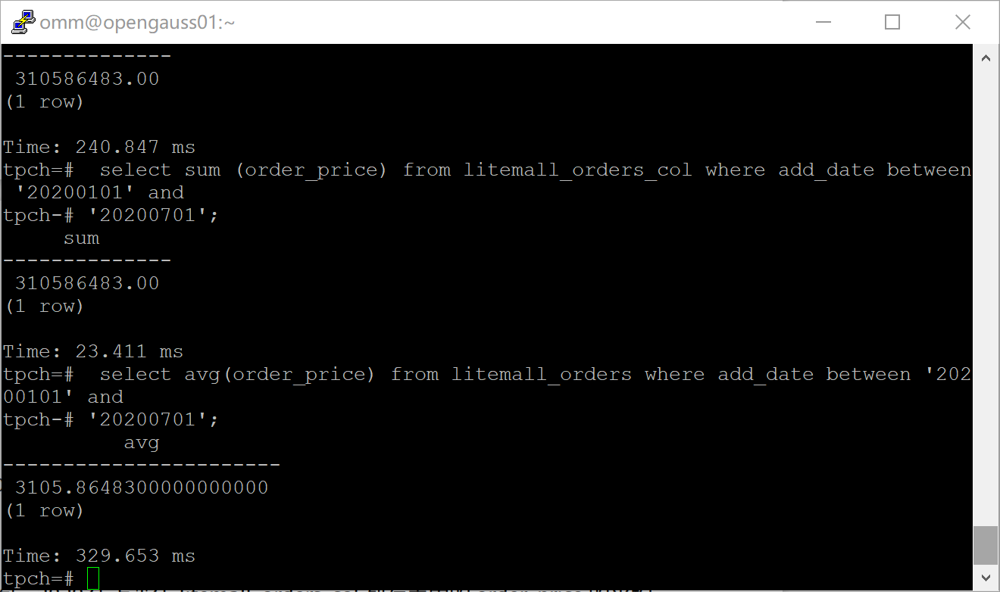 omm@opengauss01:~
--------------
310586483.00
(1 row)
Time: 240.847 ms
tpch=#  select sum (order_price) from litemall_orders_col where add_date between
'20200101' and
tpch-# '20200701';
sum
--------------
310586483.00
(1 row)
Time: 23.411 ms
tpch=#  select avg(order_price) from litemall_orders where add_date between '202
00101' and
tpch-# '20200701';
avg
-----------------------
3105.8648300000000000
(1 row)
Time: 329.653 ms
tpch=#